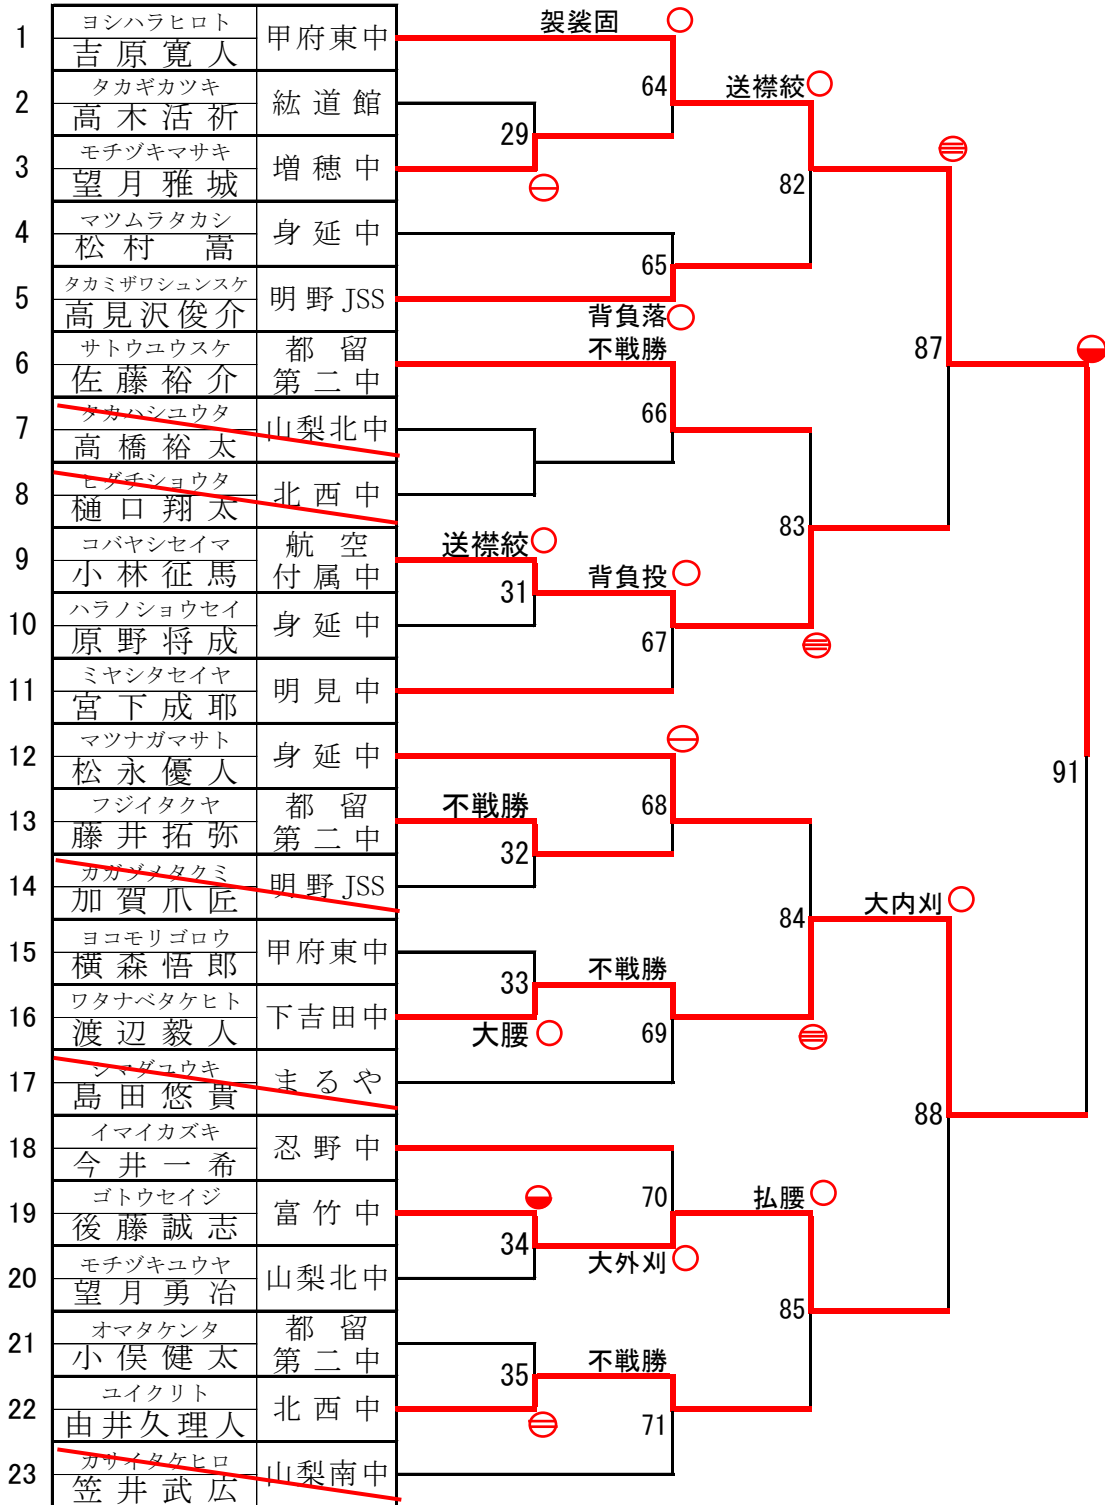 1 ヨシハラヒロト 吉原寛人 甲府東中
2 タカギカツキ 高木活祈 紘道館
3 モチヅキマサキ 望月雅城 増穂中
4 マツムラタカシ 松村 嵩 身延中
5 タカミザワシュンスケ 高見沢俊介 明野JSS
6 サトウユウスケ 佐藤裕介 都留第二中
7 タカハシユウタ 高橋裕太 山梨北中
8 ヒグチショウタ 樋口翔太 北西中
9 コバヤシセイマ 小林征馬 航空付属中
10 ハラノショウセイ 原野将成 身延中
11 ミヤシタセイヤ 宮下成耶 明見中
12 マツナガマサト 松永優人 身延中
13 フジイタクヤ 藤井拓弥 都留第二中
14 カガヅメタクミ 加賀爪匠 明野JSS
15 ヨコモリゴロウ 横森悟郎 甲府東中
16 ワタナベタケヒト 渡辺毅人 下吉田中
17 シマダユウキ 島田悠貴 まるや
18 イマイカズキ 今井一希 忍野中
19 ゴトウセイジ 後藤誠志 富竹中
20 モチヅキユウヤ 望月勇冶 山梨北中
21 オマタケンタ 小俣健太 都留第二中
22 ユイクリト 由井久理人 北西中
23 カサイタケヒロ 笠井武広 山梨南中
29
送襟絞
31
不戦勝
32
33
大腰
34
35
袈裟固
64
65
背負落
不戦勝
66
背負投
67
68
不戦勝
69
70
大外刈
不戦勝
71
送襟絞
82
83
84
払腰
85
87
大内刈
88
91